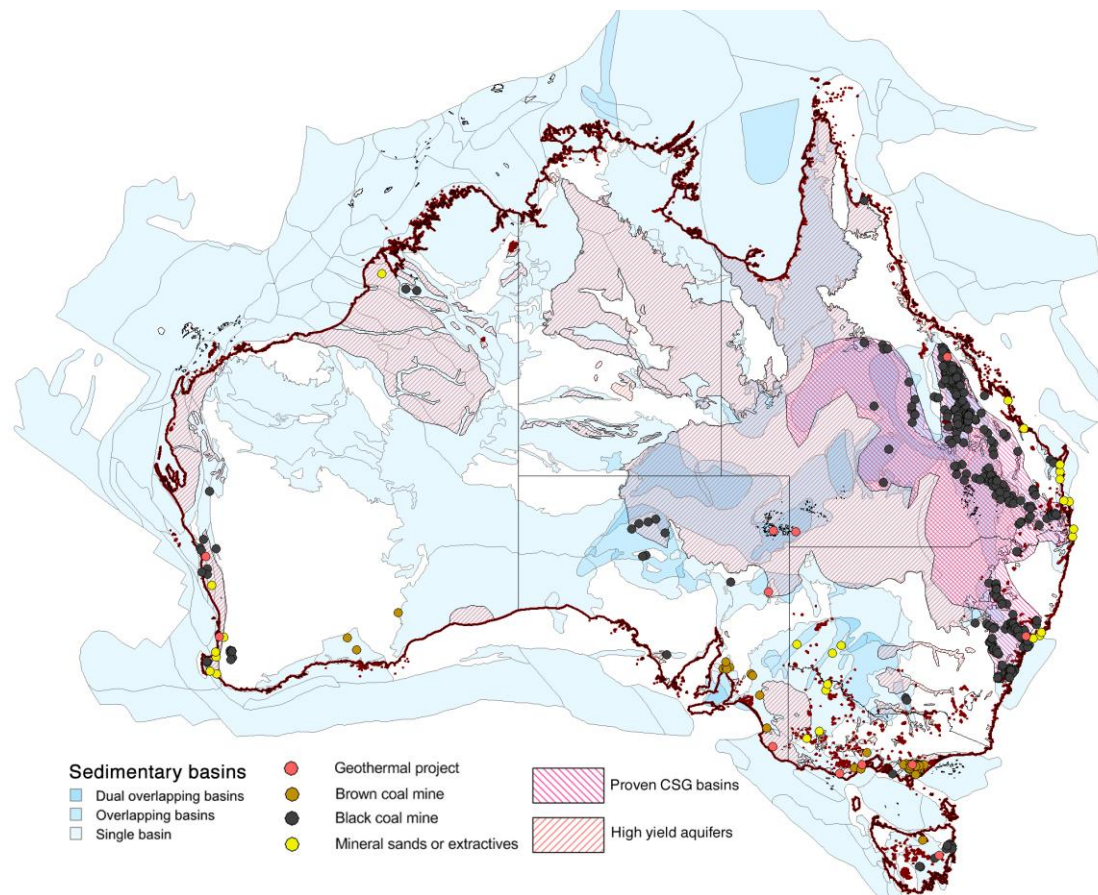 Sedimentary basins
Dual overlapping basins
Overlapping basins
Single basin
Geothermal project
Brown coal mine
Black coal mine
Mineral sands or extractives
Proven CSG basins
High yield aquifers